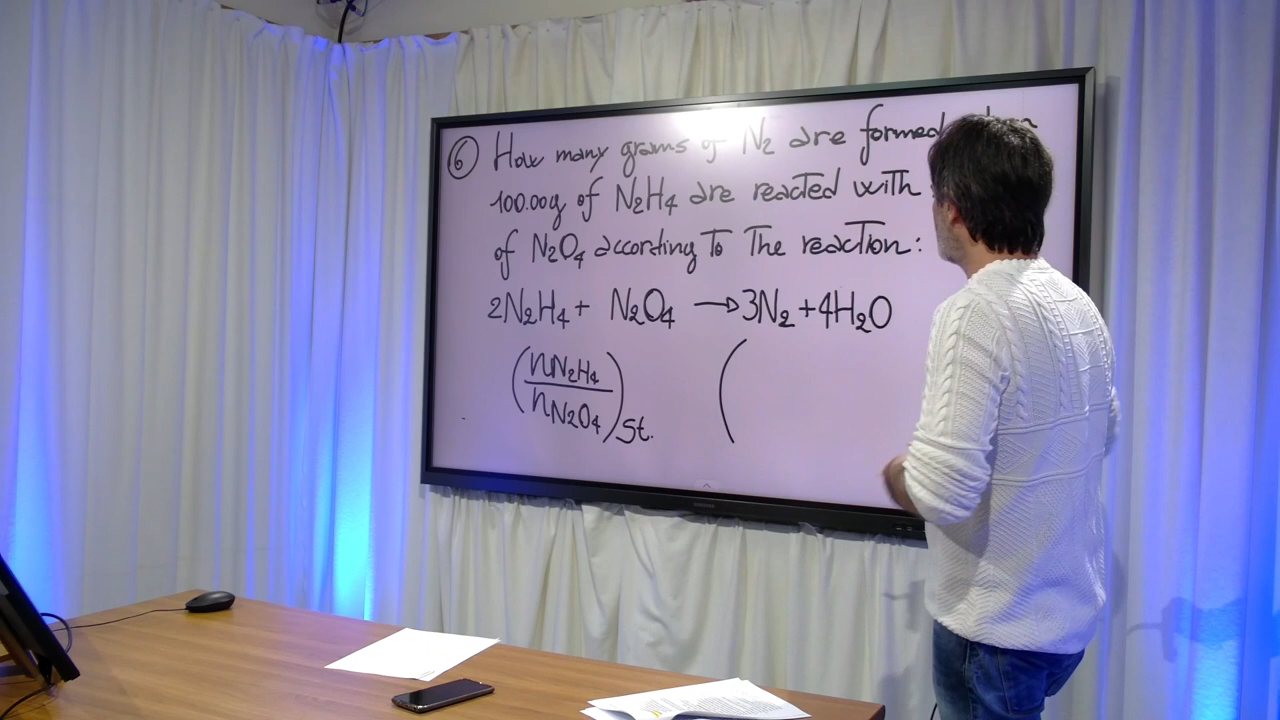 ⑥ How many grams of N₂ are formed
100.00g of N₂H₄ are reacted with
of N₂O₄ according To The reaction:
2N₂H₄+ N₂O₄ →3N₂+4H₂O
(nN₂H₄/nN₂O₄)St. (